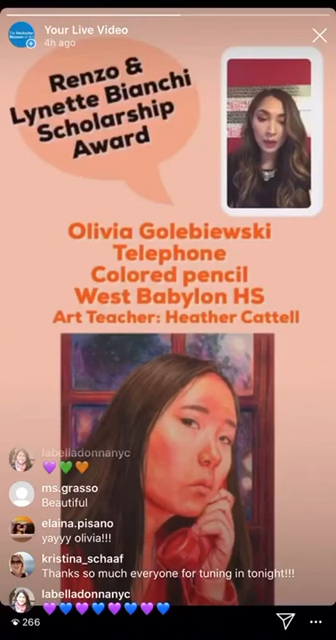 Your Live Video
4h ago
Renzo &
Lynette Bianchi
Scholarship
Award
Olivia Golebiewski
Telephone
Colored pencil
West Babylon HS
Art Teacher: Heather Cattell
labelladonnanyc
💜💚🧡
ms.grasso
Beautiful
elaina.pisano
yayyy olivia!!!
kristina_schaaf
Thanks so much everyone for tuning in tonight!!!
labelladonnanyc
💜💙💜💙💜💙💜💙
266